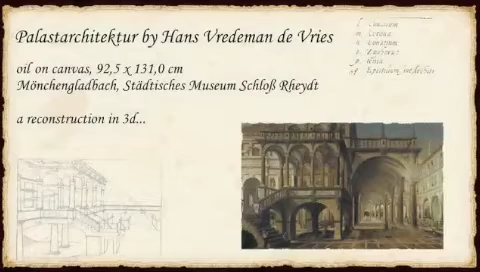 Palastarchitektur by Hans Vredeman de Vries
oil on canvas, 92,5 x 131,0 cm
Mönchengladbach, Städtisches Museum Schloß Rheydt
a reconstruction in 3d...